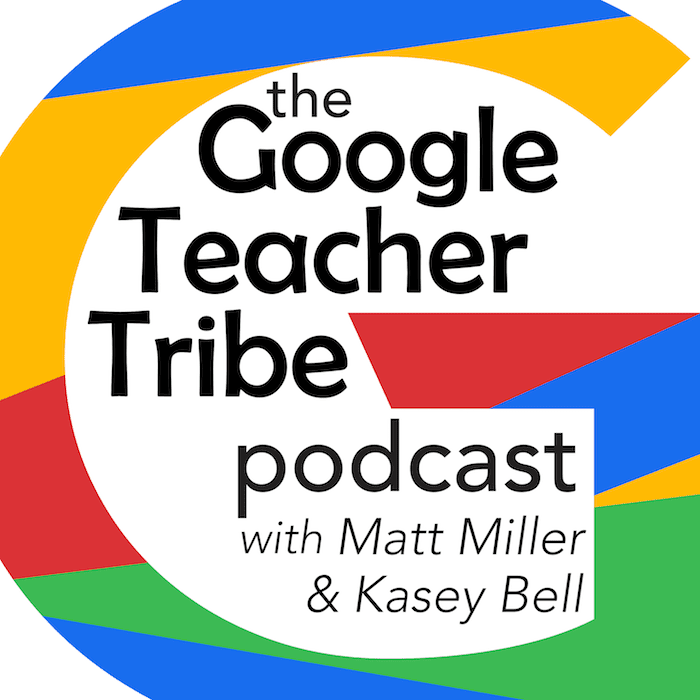 the
Google
Teacher
Tribe
podcast
with Matt Miller
& Kasey Bell